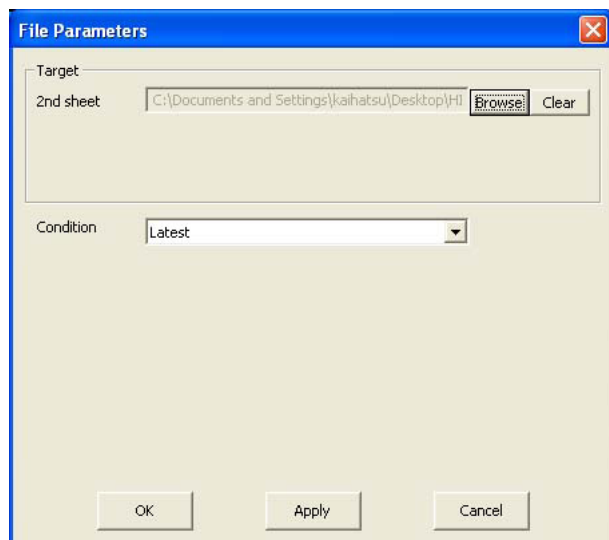 File Parameters
Target
2nd sheet C:\Documents and Settings\kaihatsu\Desktop\HI Browse Clear
Condition Latest
OK Apply Cancel